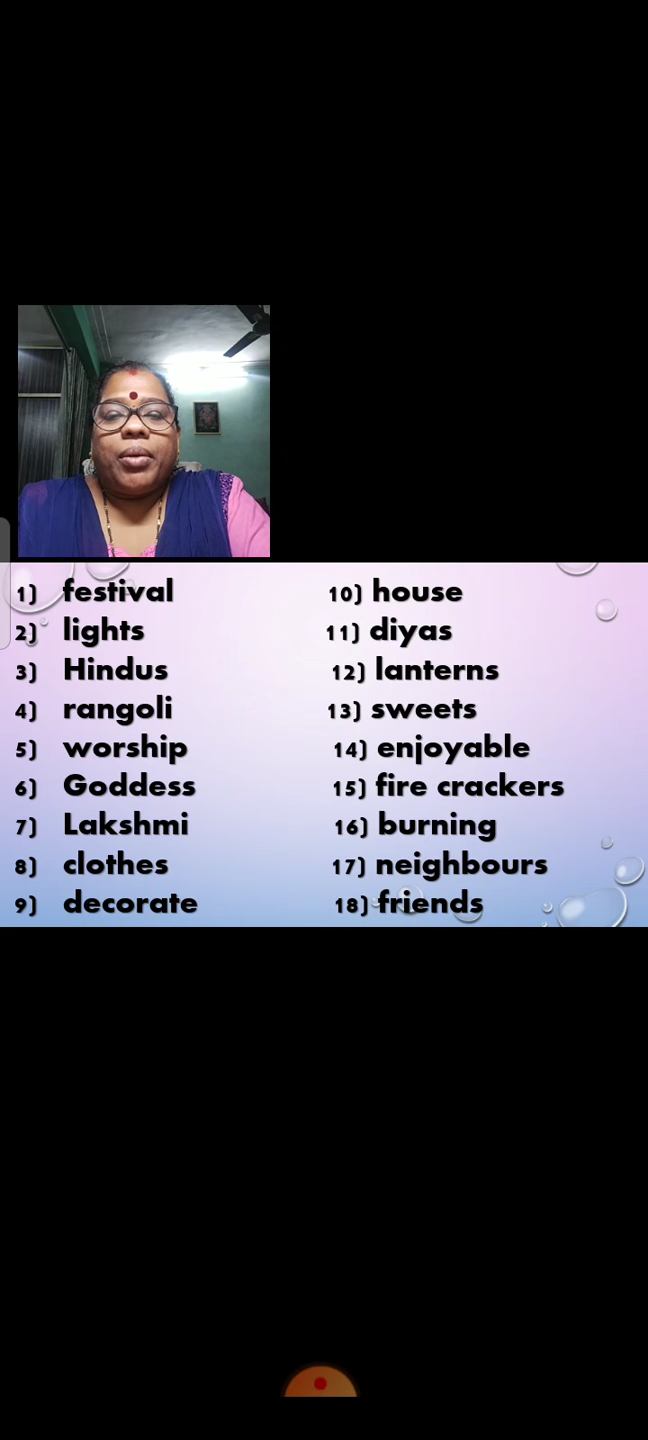 1) festival
2) lights
3) Hindus
4) rangoli
5) worship
6) Goddess
7) Lakshmi
8) clothes
9) decorate
10) house
11) diyas
12) lanterns
13) sweets
14) enjoyable
15) fire crackers
16) burning
17) neighbours
18) friends